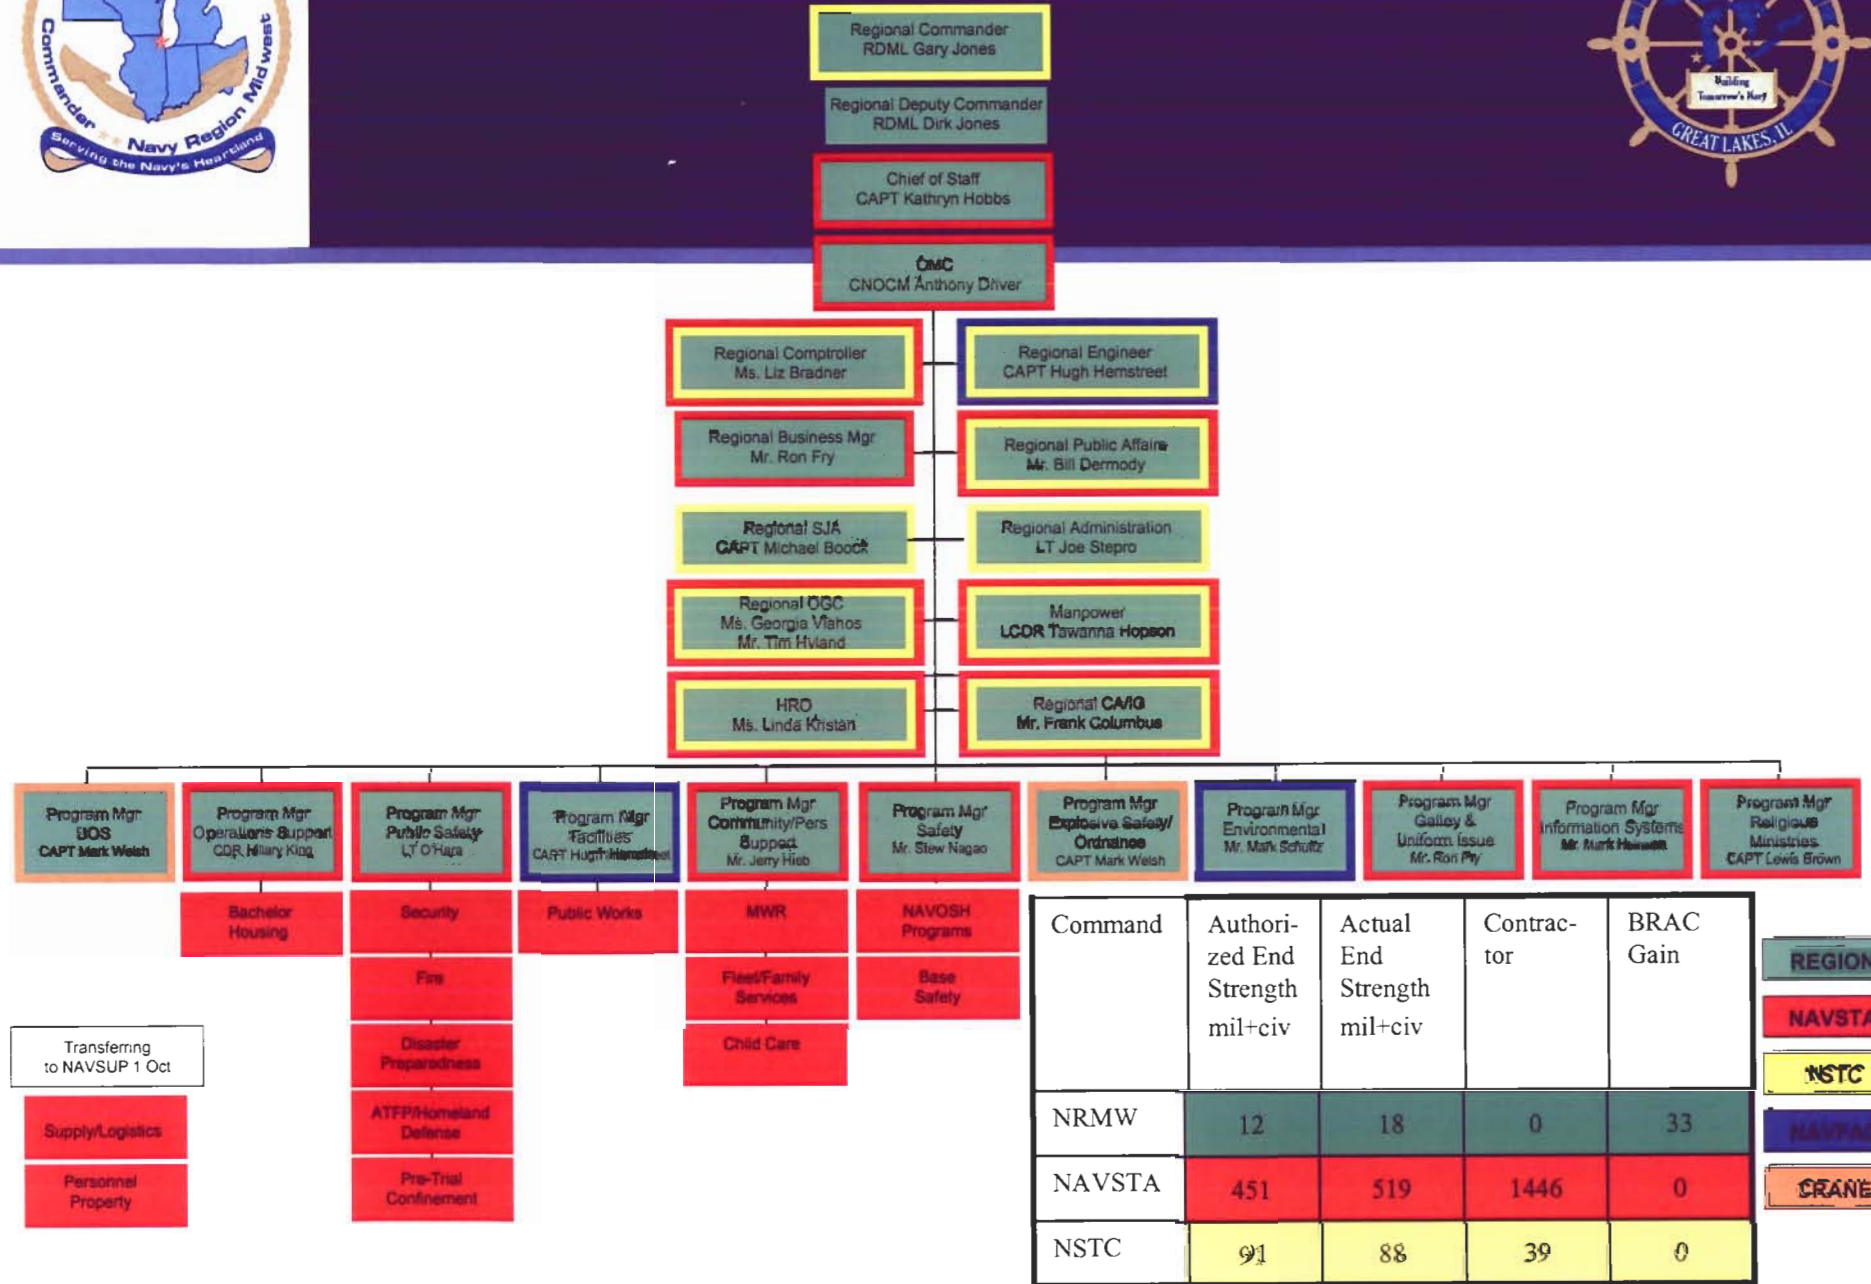 Commander Navy Region Midwest
Serving the Navy's Heartland
Building
Tomorrow's Navy
GREAT LAKES, IL
Regional Commander
RDML Gary Jones
Regional Deputy Commander
RDML Dirk Jones
Chief of Staff
CAPT Kathryn Hobbs
CMC
CNOCM Anthony Driver
Regional Comptroller
Ms. Liz Bradner
Regional Engineer
CAPT Hugh Hemstreet
Regional Business Mgr
Mr. Ron Fry
Regional Public Affairs
Mr. Bill Dermody
Regional SJA
CAPT Michael Boock
Regional Administration
LT Joe Stepro
Regional OGC
Ms. Georgia Vlahos
Mr. Tim Hyland
Manpower
LCDR Tawanna Hopson
HRO
Ms. Linda Kristan
Regional CA/IG
Mr. Frank Columbus
Program Mgr
BOS
CAPT Mark Welsh
Program Mgr
Operations Support
CDR Hilary King
Program Mgr
Public Safety
LT O'Hara
Program Mgr
Facilities
CAPT Hugh Hemstreet
Program Mgr
Community/Pers
Support
Mr. Jerry Hieb
Program Mgr
Safety
Mr. Stew Nagao
Program Mgr
Explosive Safety/
Ordnance
CAPT Mark Welsh
Program Mgr
Environmental
Mr. Mark Schultz
Program Mgr
Galley &
Uniform Issue
Mr. Ron Fry
Program Mgr
Information Systems
Mr. Mark
Program Mgr
Religious
Ministries
CAPT Lewis Brown
Bachelor
Housing
Security
Fire
Disaster
Preparedness
ATFP/Homeland
Defense
Pre-Trial
Confinement
Public Works
MWR
Fleet/Family
Services
Child Care
NAVOSH
Programs
Base
Safety
Transferring
to NAVSUP 1 Oct
Supply/Logistics
Personnel
Property
Command Authori- Actual Contrac- BRAC
zed End End tor Gain
Strength Strength
mil+civ mil+civ
NRMW 12 18 0 33
NAVSTA 451 519 1446 0
NSTC 91 88 39 0
REGION
NAVSTA
NSTC
NAVFAC
CRANE